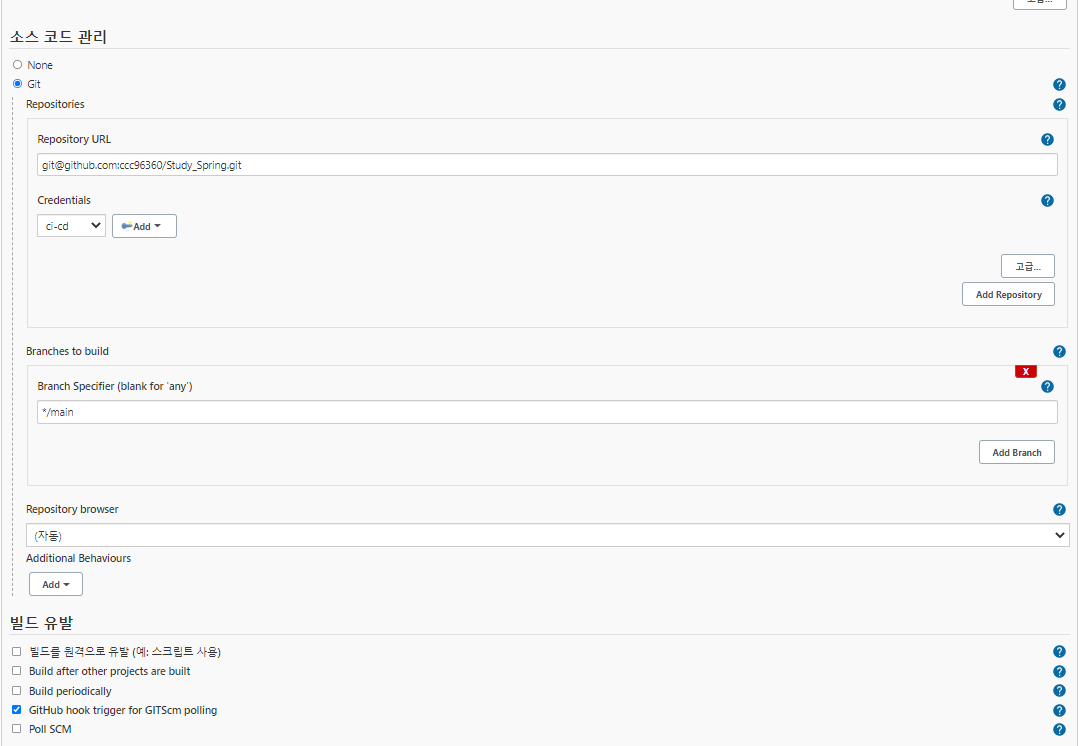 고급...
소스 코드 관리
None
Git
Repositories
Repository URL
git@github.com:ccc96360/Study_Spring.git
Credentials
ci-cd Add
고급...
Add Repository
Branches to build
X
Branch Specifier (blank for 'any')
*/main
Add Branch
Repository browser
(자동)
Additional Behaviours
Add
빌드 유발
빌드를 원격으로 유발 (예: 스크립트 사용)
Build after other projects are built
Build periodically
GitHub hook trigger for GITScm polling
Poll SCM